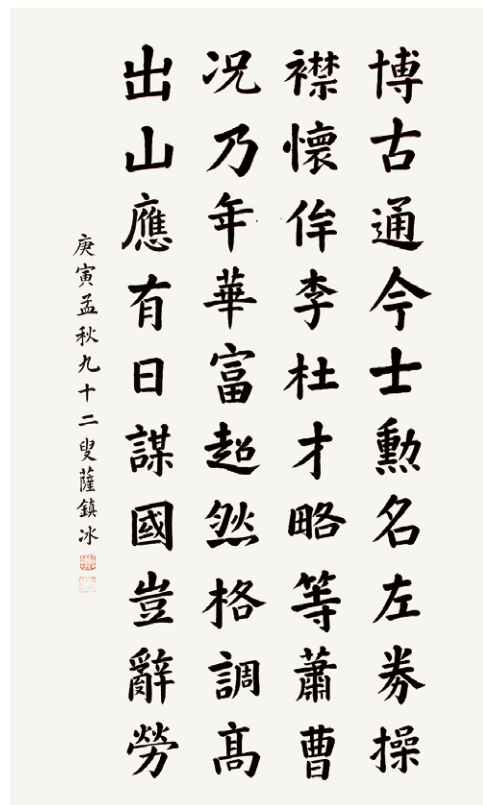 博古通今士勳名左券操
襟懷侔李杜才略等蕭曹
況乃年華富超然格調高
出山應有日謀國豈辭勞
庚寅孟秋九十二叟薩鎮冰